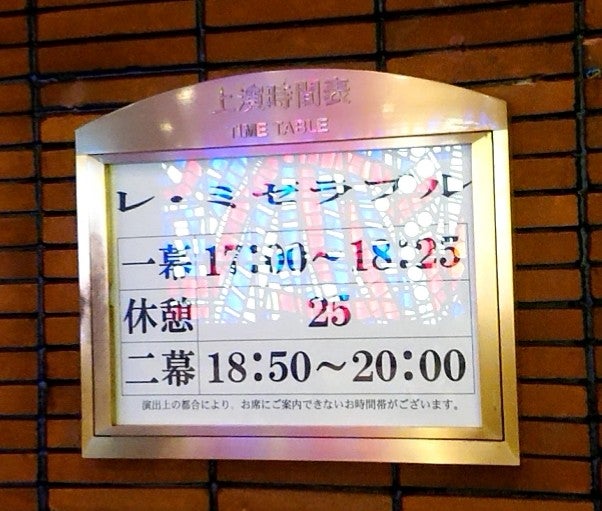 上演時間表
TIME TABLE
レ・ミゼラブル
一幕 17:00～18:25
休憩 25
二幕 18:50～20:00
演出上の都合により、お席にご案内できないお時間帯がございます。